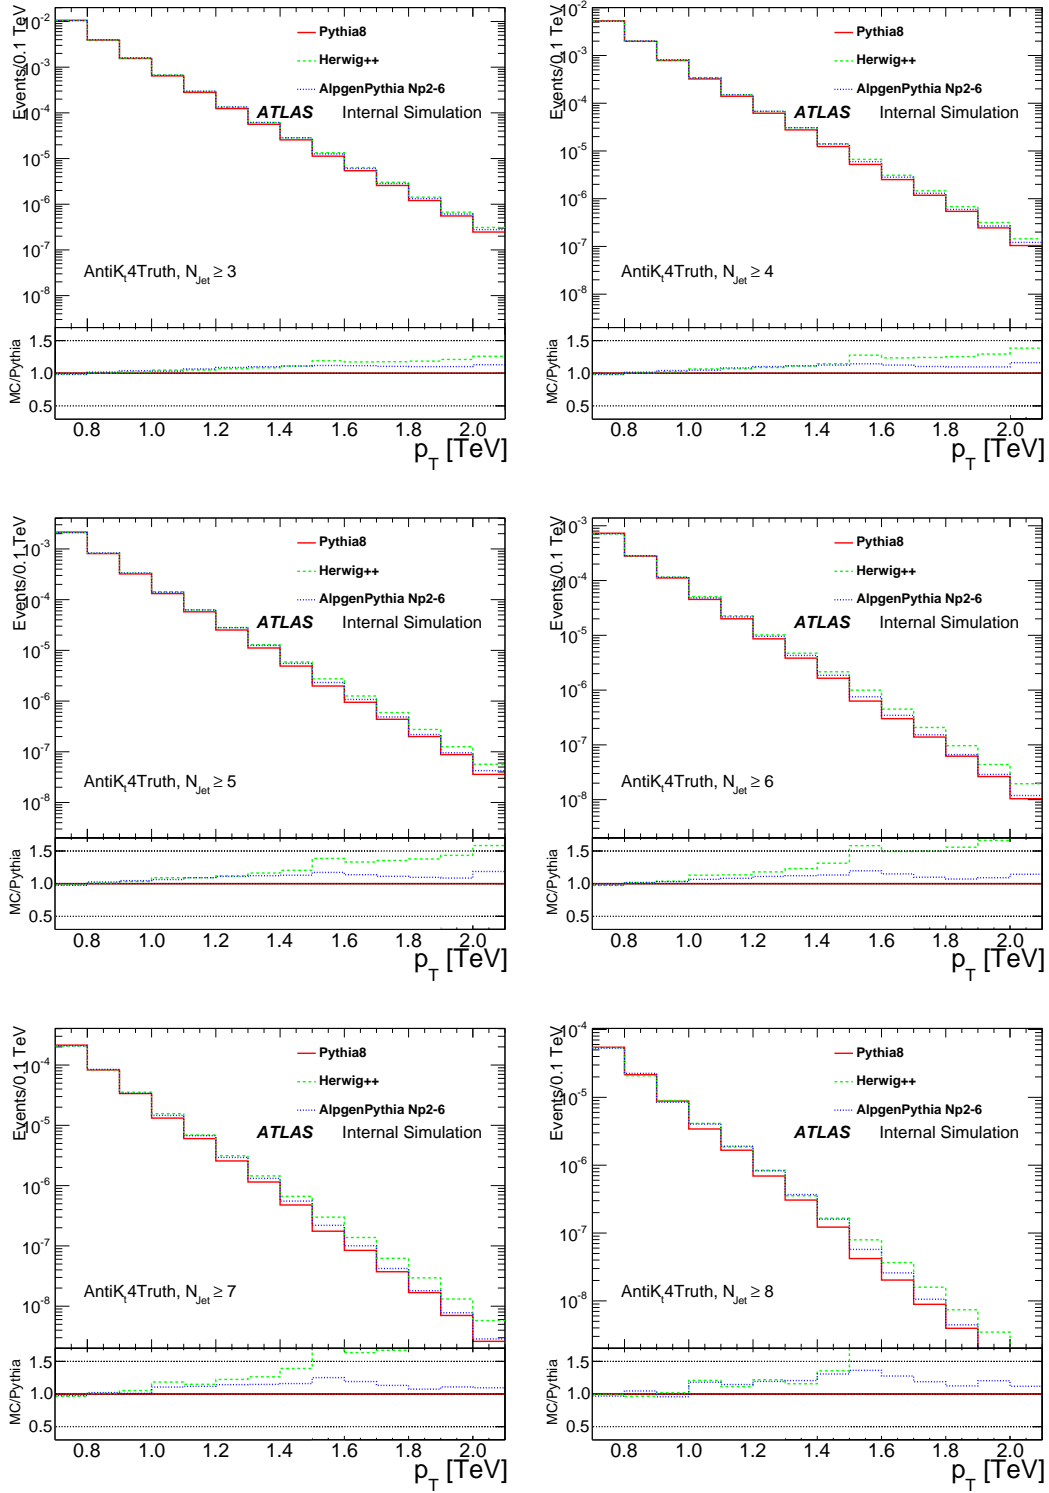 Events/0.1 TeV
10^-2
10^-3
10^-4
10^-5
10^-6
10^-7
10^-8
Pythia8
Herwig++
AlpgenPythia Np2-6
ATLAS Internal Simulation
AntiK_t4Truth, N_Jet ≥ 3
MC/Pythia
1.5
1.0
0.5
0.8 1.0 1.2 1.4 1.6 1.8 2.0
p_T [TeV]
Events/0.1 TeV
10^-2
10^-3
10^-4
10^-5
10^-6
10^-7
10^-8
Pythia8
Herwig++
AlpgenPythia Np2-6
ATLAS Internal Simulation
AntiK_t4Truth, N_Jet ≥ 4
MC/Pythia
1.5
1.0
0.5
0.8 1.0 1.2 1.4 1.6 1.8 2.0
p_T [TeV]
Events/0.1 TeV
10^-3
10^-4
10^-5
10^-6
10^-7
10^-8
Pythia8
Herwig++
AlpgenPythia Np2-6
ATLAS Internal Simulation
AntiK_t4Truth, N_Jet ≥ 5
MC/Pythia
1.5
1.0
0.5
0.8 1.0 1.2 1.4 1.6 1.8 2.0
p_T [TeV]
Events/0.1 TeV
10^-3
10^-4
10^-5
10^-6
10^-7
10^-8
Pythia8
Herwig++
AlpgenPythia Np2-6
ATLAS Internal Simulation
AntiK_t4Truth, N_Jet ≥ 6
MC/Pythia
1.5
1.0
0.5
0.8 1.0 1.2 1.4 1.6 1.8 2.0
p_T [TeV]
Events/0.1 TeV
10^-4
10^-5
10^-6
10^-7
10^-8
Pythia8
Herwig++
AlpgenPythia Np2-6
ATLAS Internal Simulation
AntiK_t4Truth, N_Jet ≥ 7
MC/Pythia
1.5
1.0
0.5
0.8 1.0 1.2 1.4 1.6 1.8 2.0
p_T [TeV]
Events/0.1 TeV
10^-4
10^-5
10^-6
10^-7
10^-8
Pythia8
Herwig++
AlpgenPythia Np2-6
ATLAS Internal Simulation
AntiK_t4Truth, N_Jet ≥ 8
MC/Pythia
1.5
1.0
0.5
0.8 1.0 1.2 1.4 1.6 1.8 2.0
p_T [TeV]